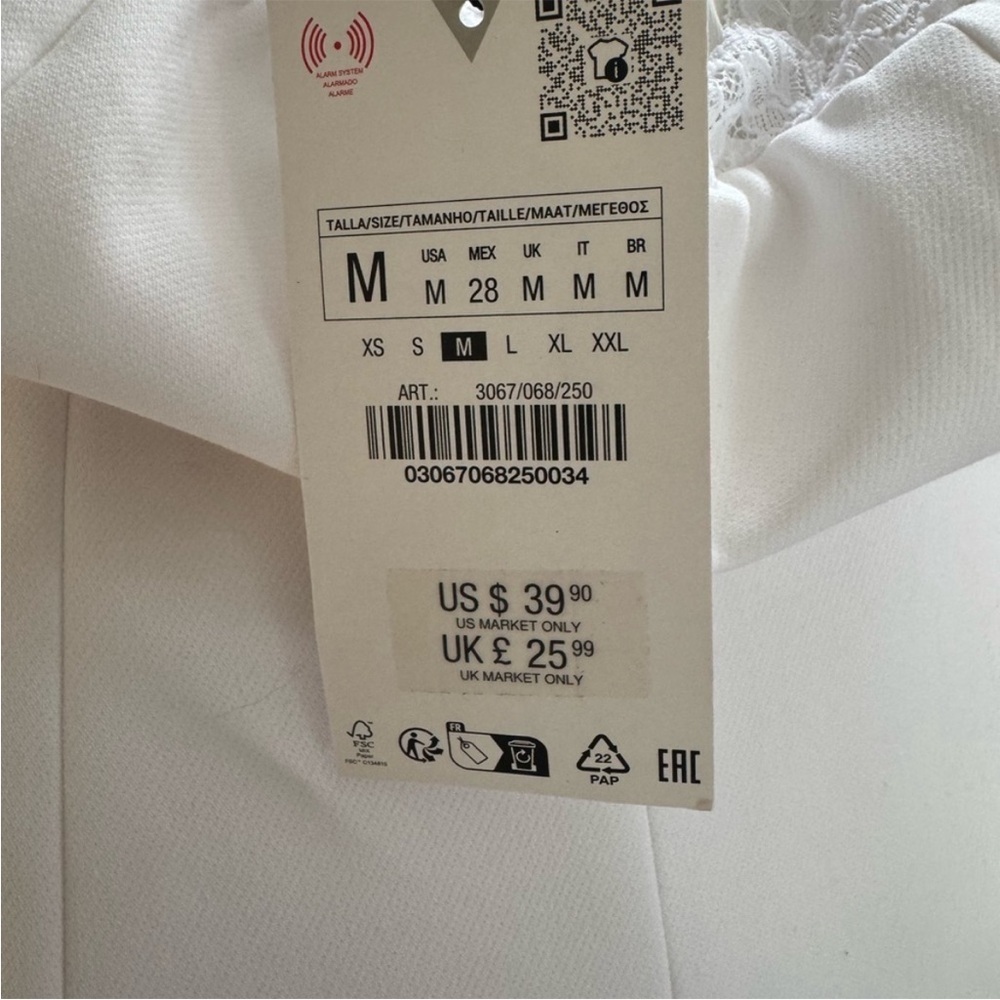 ALARM SYSTEM
ALARMADO
ALARME
TALLA/SIZE/TAMANHO/TAILLE/MAAT/ΜΕΓΕΘΟΣ
M
USA MEX UK IT BR
M 28 M M M
XS S M L XL XXL
ART.: 3067/068/250
03067068250034
US $ 39 90
US MARKET ONLY
UK £ 25 99
UK MARKET ONLY
FSC
Paper
FR
22
PAP
EAC